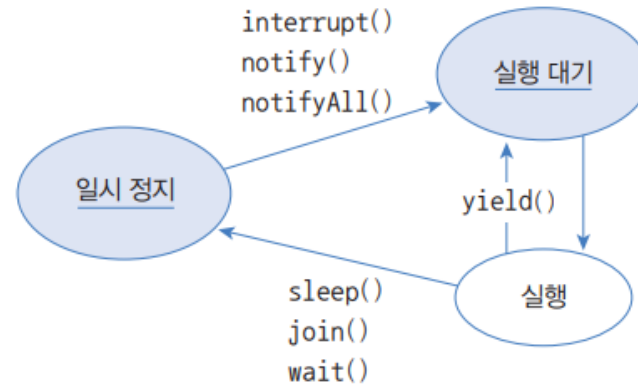 interrupt()
notify()
notifyAll()
실행 대기
일시 정지
yield()
실행
sleep()
join()
wait()